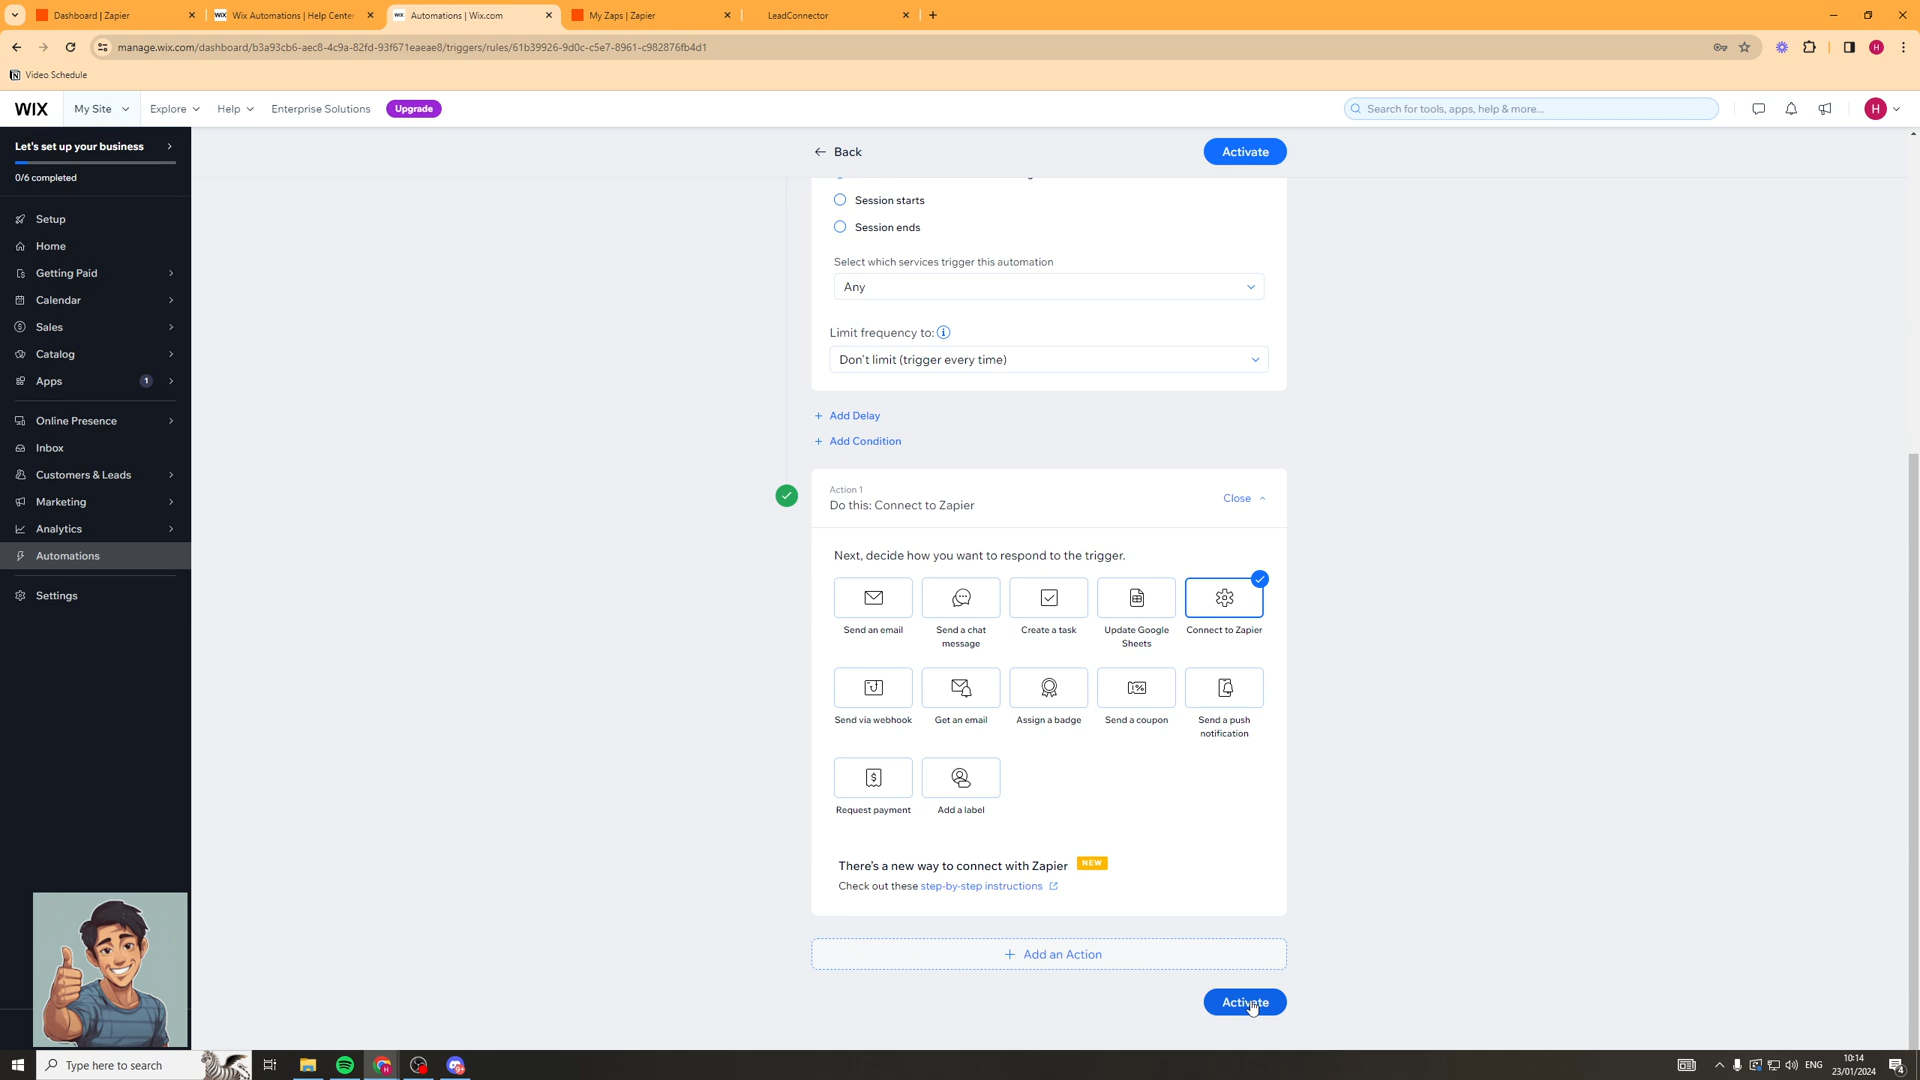 Dashboard | Zapier
Wix Automations | Help Center
Automations | Wix.com
My Zaps | Zapier
LeadConnector
manage.wix.com/dashboard/b3a93cb6-aec8-4c9a-82fd-93f671eaeae8/triggers/rules/61b39926-9d0c-c5e7-8961-c982876fb4d1
H
Video Schedule
WIX
My Site
Explore
Help
Enterprise Solutions
Upgrade
Search for tools, apps, help & more...
H
Let's set up your business
0/6 completed
Setup
Home
Getting Paid
Calendar
Sales
Catalog
Apps
1
Online Presence
Inbox
Customers & Leads
Marketing
Analytics
Automations
Settings
Back
Activate
Session starts
Session ends
Select which services trigger this automation
Any
Limit frequency to:
Don't limit (trigger every time)
+ Add Delay
+ Add Condition
Action 1
Do this: Connect to Zapier
Close
Next, decide how you want to respond to the trigger.
Send an email
Send a chat
message
Create a task
Update Google
Sheets
Connect to Zapier
Send via webhook
Get an email
Assign a badge
Send a coupon
Send a push
notification
Request payment
Add a label
There's a new way to connect with Zapier
NEW
Check out these step-by-step instructions
+ Add an Action
Activate
Type here to search
ENG
10:14
23/01/2024
4